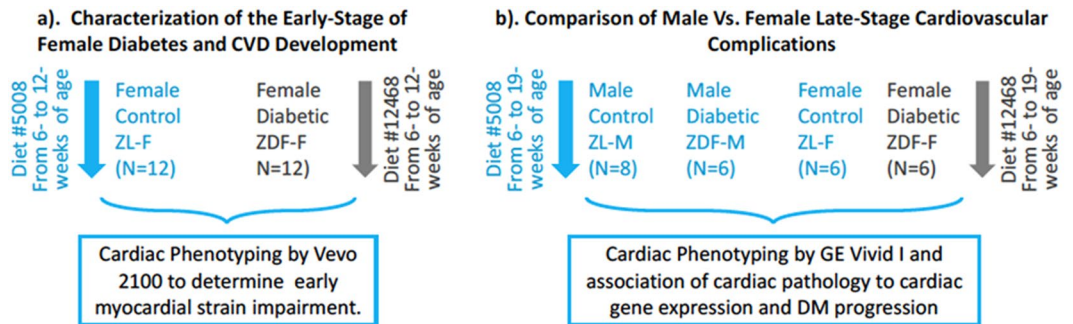 a). Characterization of the Early-Stage of
Female Diabetes and CVD Development
Diet #5008
From 6- to 12-
weeks of age
Female
Control
ZL-F
(N=12)
Female
Diabetic
ZDF-F
N=12)
Diet #12468
From 6- to 12-
weeks of age
Cardiac Phenotyping by Vevo
2100 to determine early
myocardial strain impairment.
b). Comparison of Male Vs. Female Late-Stage Cardiovascular
Complications
Diet #5008
From 6- to 19-
weeks of age
Male
Control
ZL-M
(N=8)
Male
Diabetic
ZDF-M
(N=6)
Female
Control
ZL-F
(N=6)
Female
Diabetic
ZDF-F
(N=6)
Diet #12468
From 6- to 19-
weeks of age
Cardiac Phenotyping by GE Vivid I and
association of cardiac pathology to cardiac
gene expression and DM progression